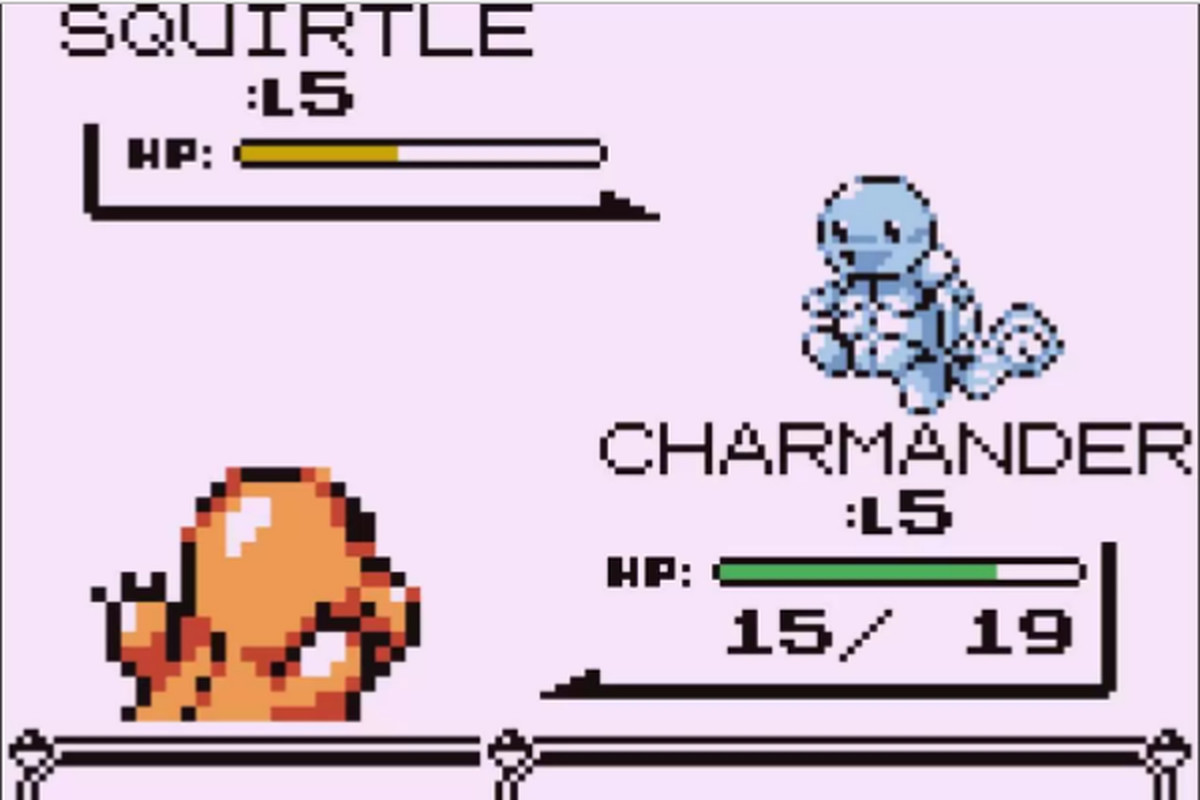 SQUIRTLE
:L5
HP:
CHARMANDER
:L5
HP:
15/ 19